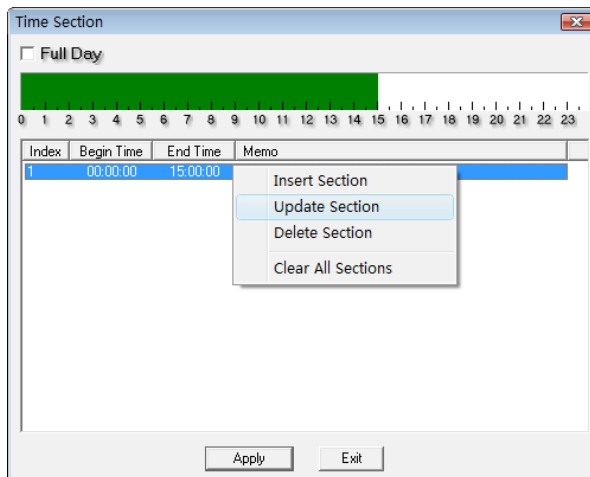 Time Section
Full Day
0 1 2 3 4 5 6 7 8 9 10 11 12 13 14 15 16 17 18 19 20 21 22 23
Index Begin Time End Time Memo
1 00:00:00 15:00:00
Insert Section
Update Section
Delete Section
Clear All Sections
Apply Exit